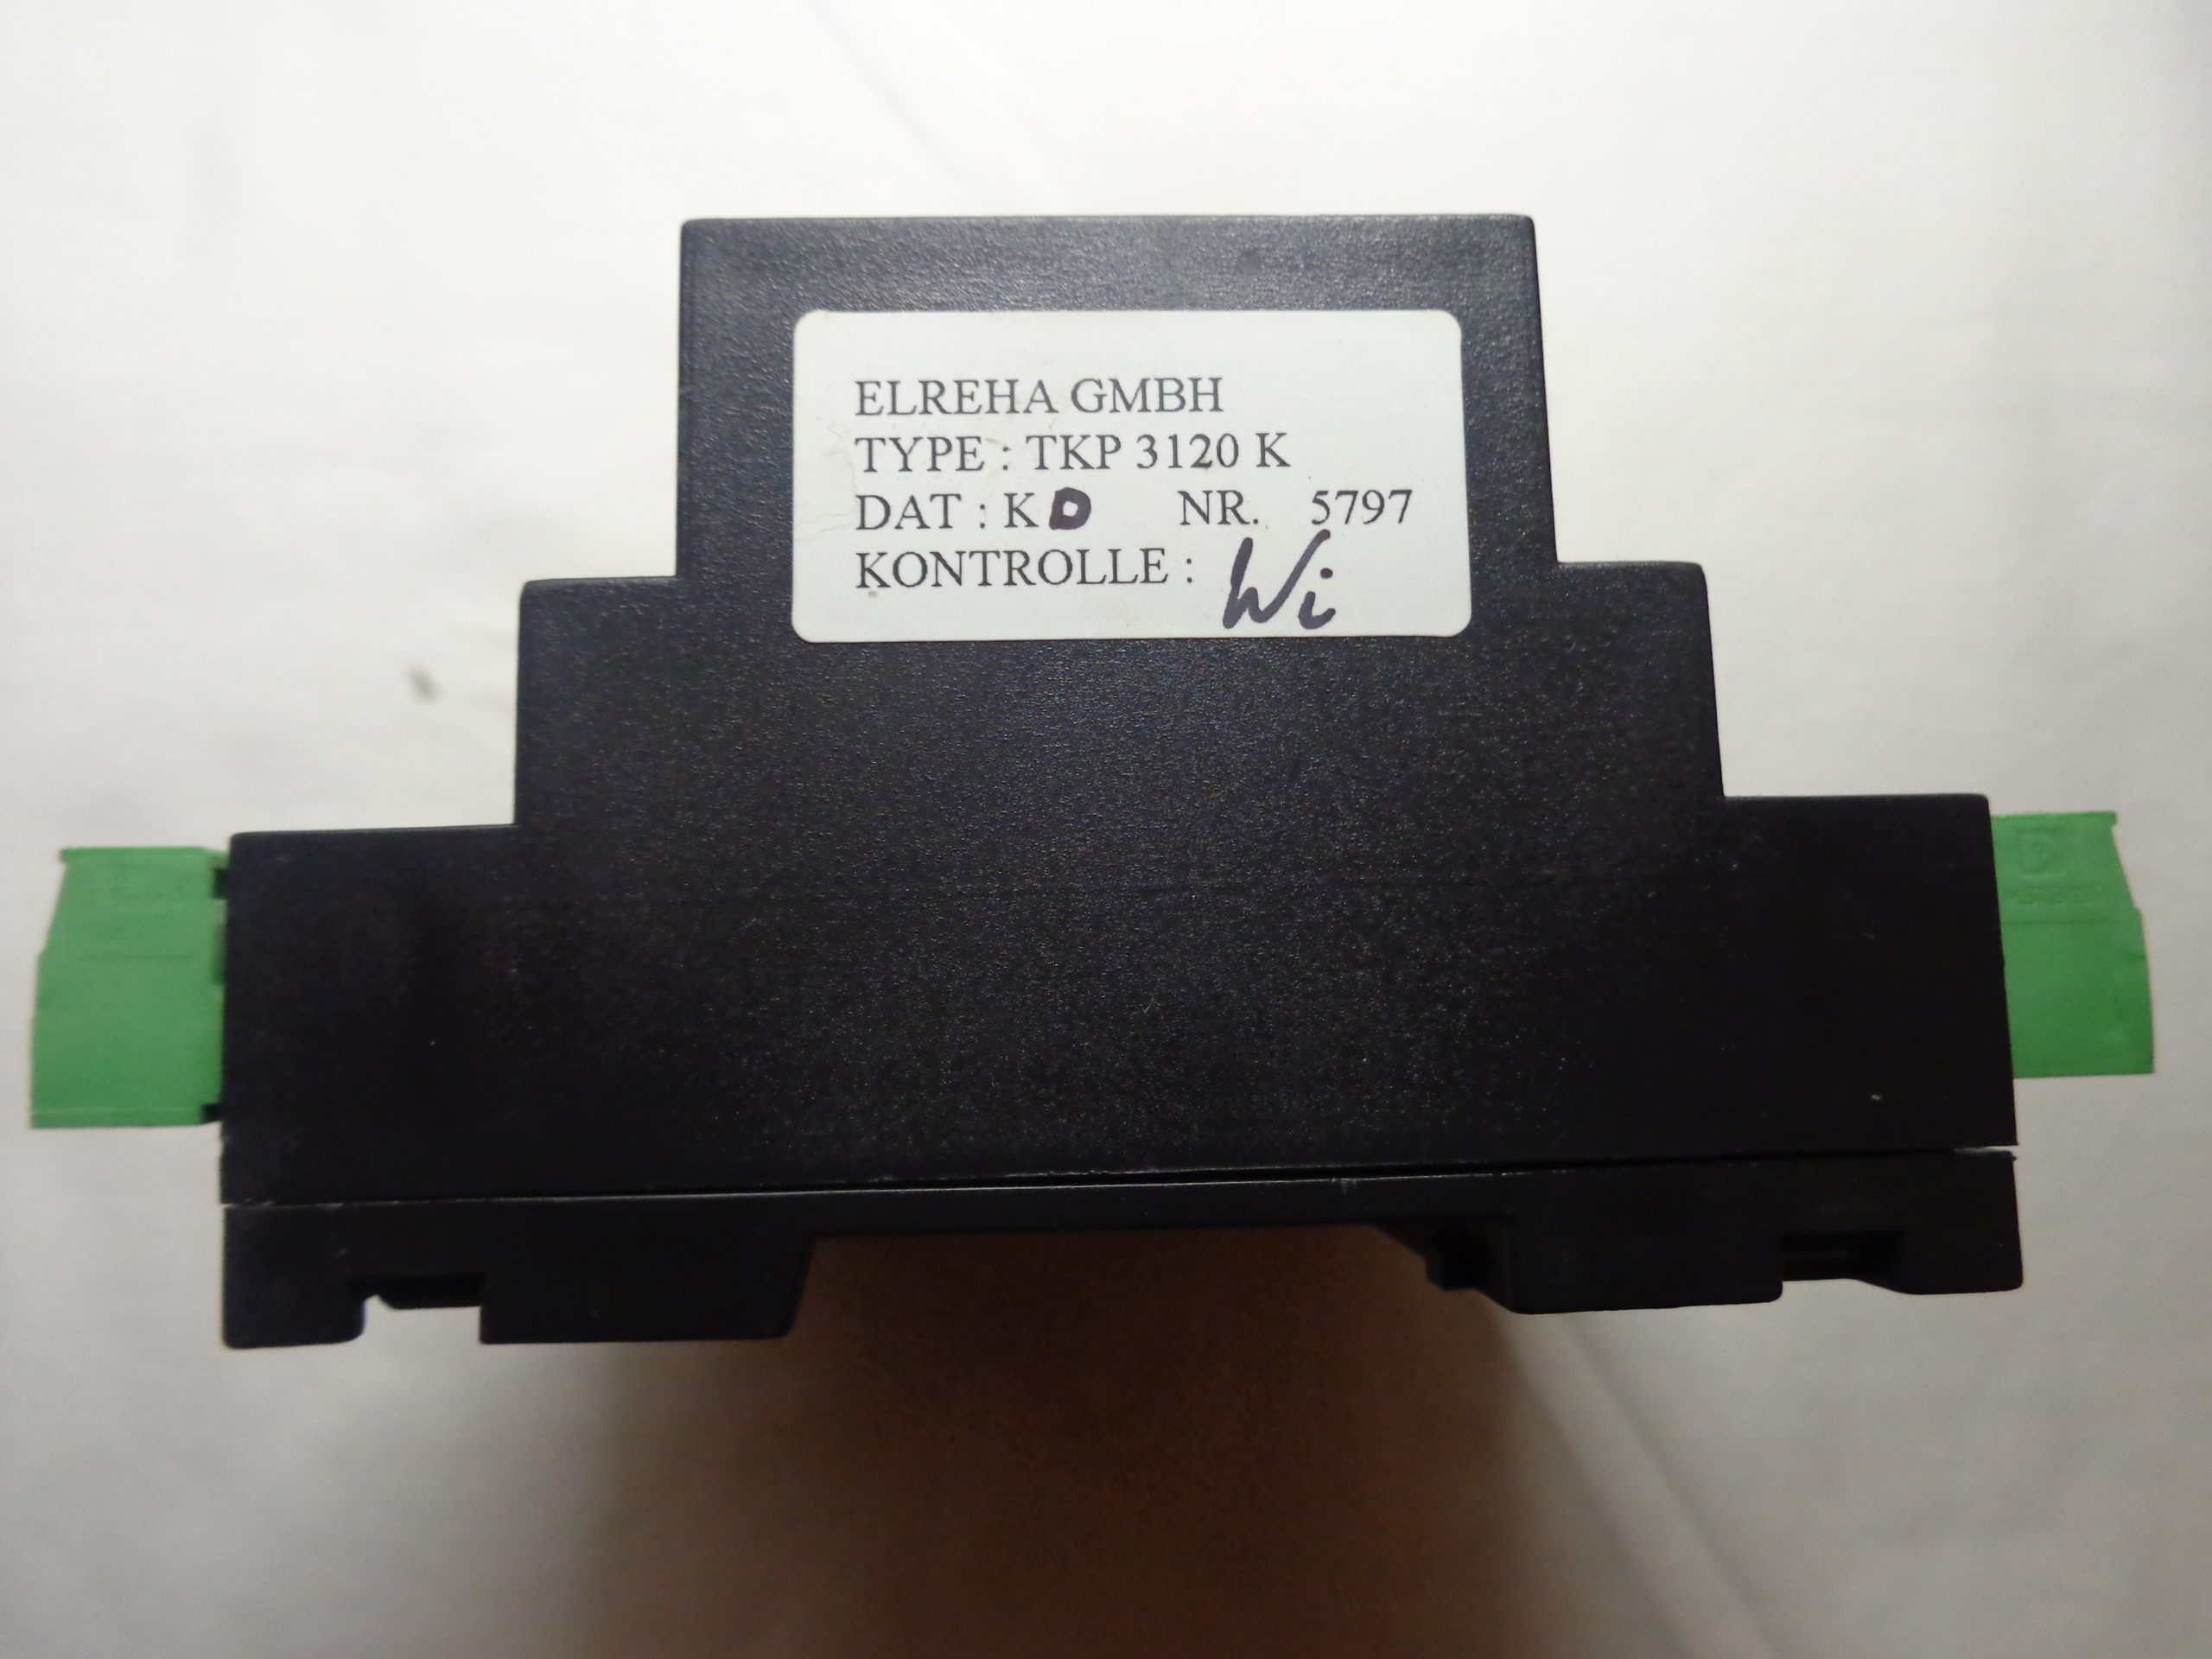 ELREHA GMBH
TYPE : TKP 3120 K
DAT : KD NR. 5797
KONTROLLE : Wi